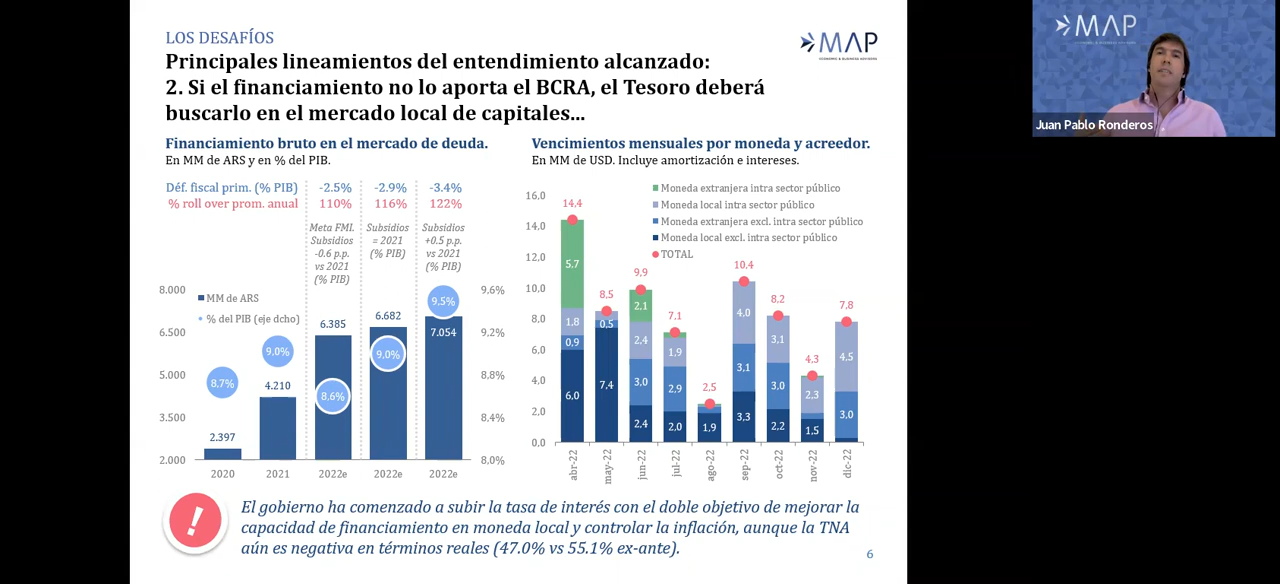 LOS DESAFÍOS
Principales lineamientos del entendimiento alcanzado:
2. Si el financiamiento no lo aporta el BCRA, el Tesoro deberá
buscarlo en el mercado local de capitales...
MAP
ECONOMIC & BUSINESS ADVISORS
Financiamiento bruto en el mercado de deuda.
En MM de ARS y en % del PIB.
Déf. fiscal prim. (% PIB) -2.5% -2.9% -3.4%
% roll over prom. anual 110% 116% 122%
Meta FMI. Subsidios Subsidios
Subsidios = 2021 +0.5 p.p.
-0.6 p.p. (% PIB) vs 2021
vs 2021 (% PIB)
(% PIB)
8.000 9.6%
MM de ARS
% del PIB (eje dcho)
9.5%
6.385 6.682 7.054
6.500 9.2%
9.0% 9.0%
5.000 8.8%
8.7% 4.210 8.6%
3.500 8.4%
2.397
2.000 8.0%
2020 2021 2022e 2022e 2022e
Vencimientos mensuales por moneda y acreedor.
En MM de USD. Incluye amortización e intereses.
Moneda extranjera intra sector público
Moneda local intra sector público
Moneda extranjera excl. intra sector público
Moneda local excl. intra sector público
TOTAL
16.0
14.0
12.0
10.0
8.0
6.0
4.0
2.0
0.0
14.4 8.5 9,9 7.1 2,5 10.4 8.2 4.3 7.8
5.7 2.1
1.8 0.5 2.4 1,9 4.0 3,1 2,3 4,5
0.9 3.0 2.9 3,1 3.0 3.0
6.0 7.4 2.4 2.0 1,9 3.3 2.2 1.5
abr-22 may-22 jun-22 jul-22 ago-22 sep-22 oct-22 nov-22 dic-22
!
El gobierno ha comenzado a subir la tasa de interés con el doble objetivo de mejorar la
capacidad de financiamiento en moneda local y controlar la inflación, aunque la TNA
aún es negativa en términos reales (47.0% vs 55.1% ex-ante).
6
MAP
Juan Pablo Ronderos